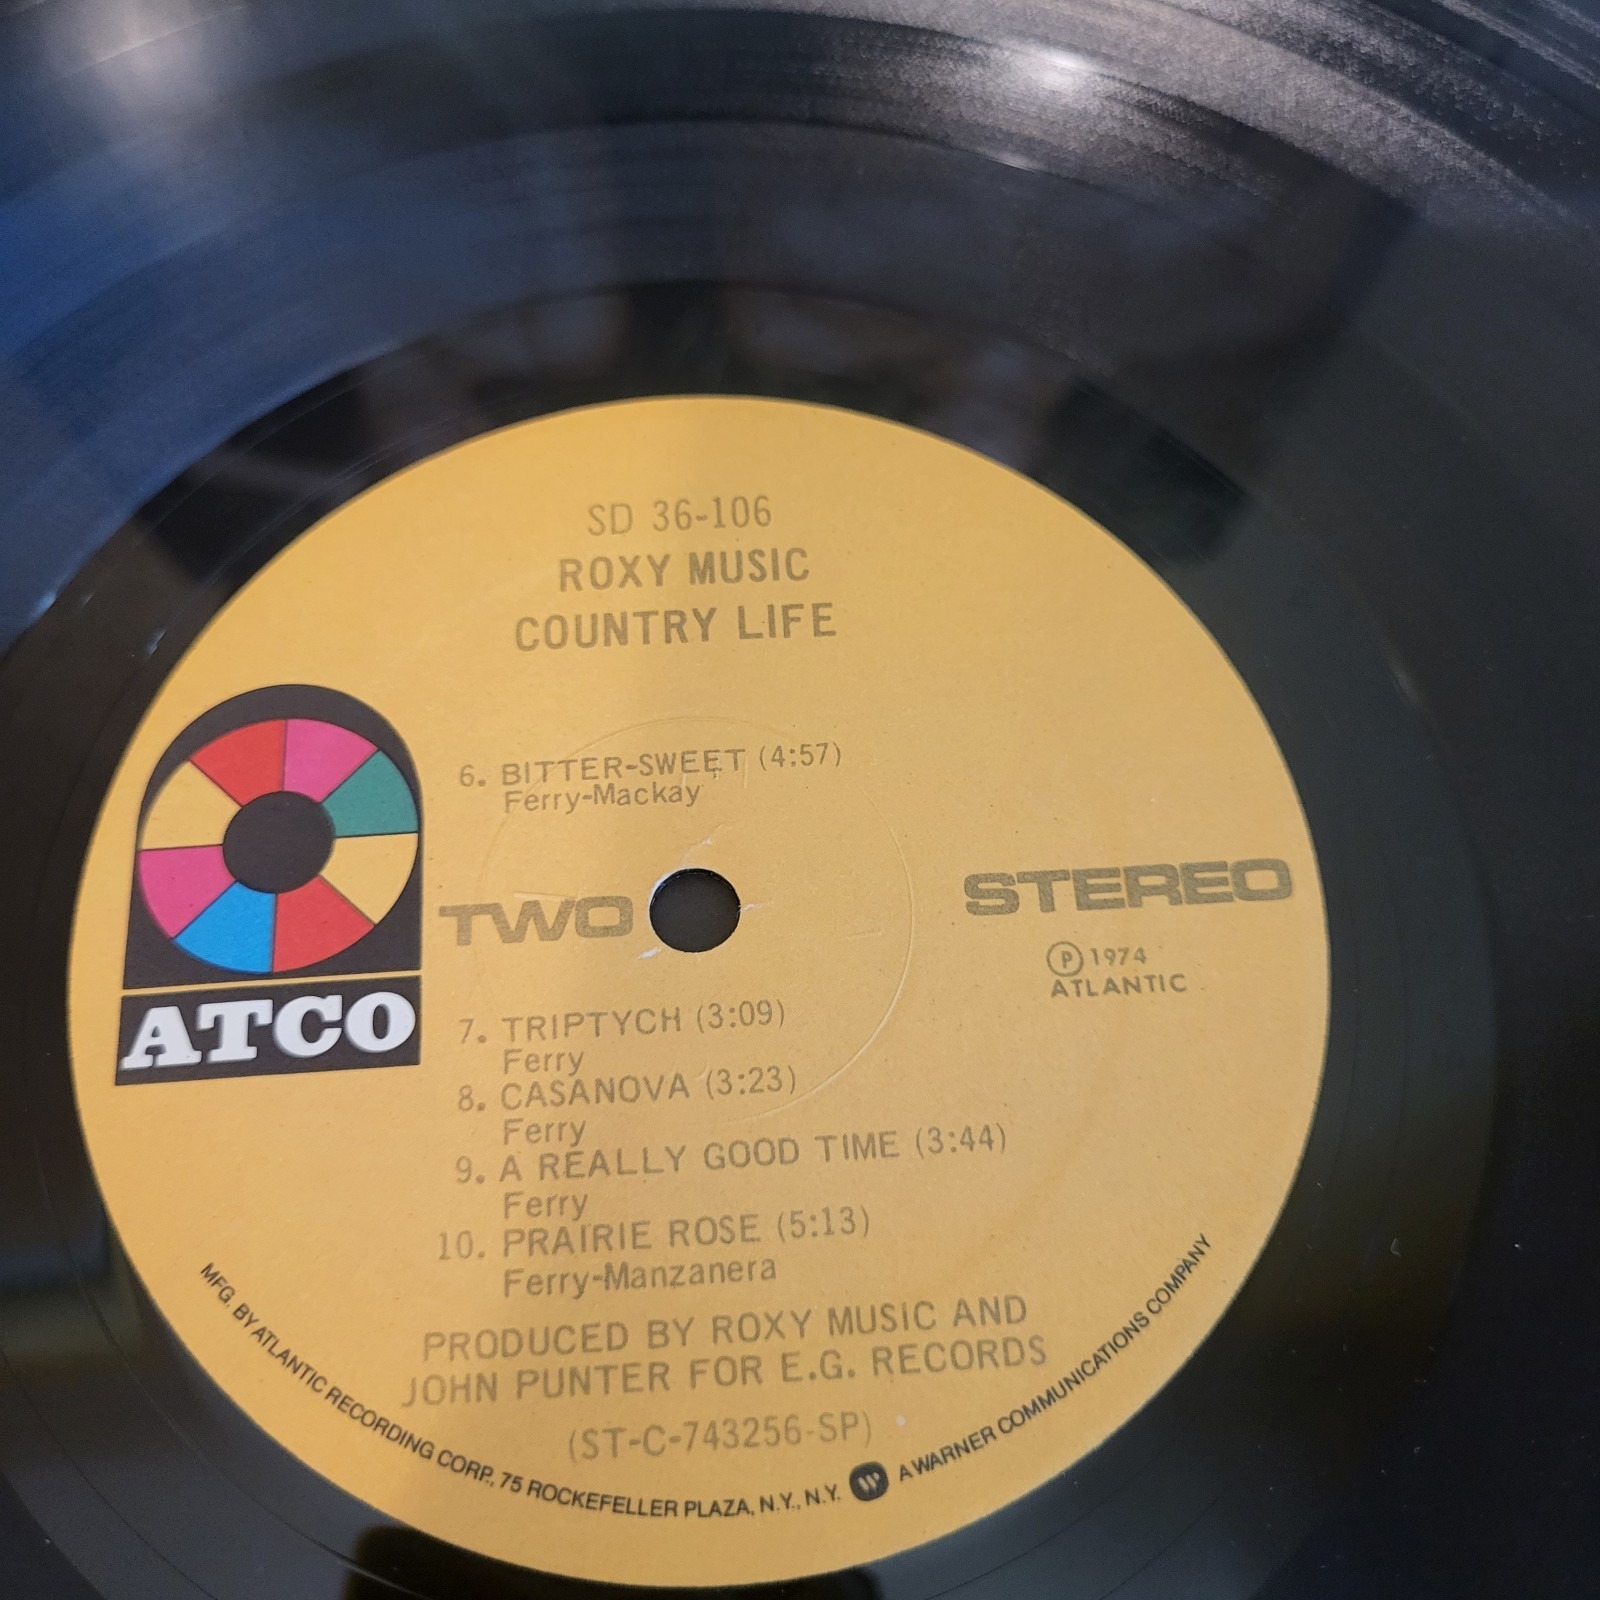 SD 36-106
ROXY MUSIC
COUNTRY LIFE
6. BITTER-SWEET (4:57)
Ferry-Mackay
TWO
STEREO
Ⓟ 1974
ATLANTIC
ATCO
7. TRIPTYCH (3:09)
Ferry
8. CASANOVA (3:23)
Ferry
9. A REALLY GOOD TIME (3:44)
Ferry
10. PRAIRIE ROSE (5:13)
Ferry-Manzanera
PRODUCED BY ROXY MUSIC AND
JOHN PUNTER FOR E.G. RECORDS
(ST-C-743256-SP)
MFG. BY ATLANTIC RECORDING CORP., 75 ROCKEFELLER PLAZA, N.Y., N.Y. W A WARNER COMMUNICATIONS COMPANY